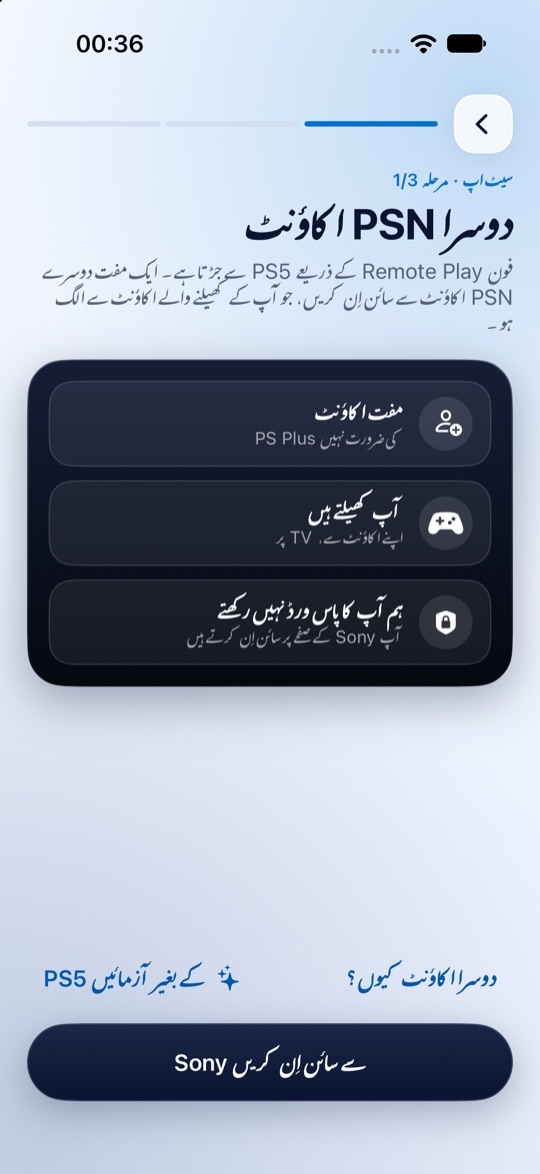 00:36
سیٹ اپ · مرحلہ 1/3
دوسرا PSN اکاؤنٹ
فون Remote Play کے ذریعے PS5 سے جڑتا ہے۔ ایک مفت دوسرے
PSN اکاؤنٹ سے سائن اِن کریں، جو آپ کے کھیلنے والے اکاؤنٹ سے الگ
ہو۔
مفت اکاؤنٹ
PS Plus کی ضرورت نہیں
آپ کھیلتے ہیں
اپنے اکاؤنٹ سے، TV پر
ہم آپ کا پاس ورڈ نہیں رکھتے
آپ Sony کے صفحے پر سائن اِن کرتے ہیں
دوسرا اکاؤنٹ کیوں؟
PS5 کے بغیر آزمائیں
Sony سے سائن اِن کریں